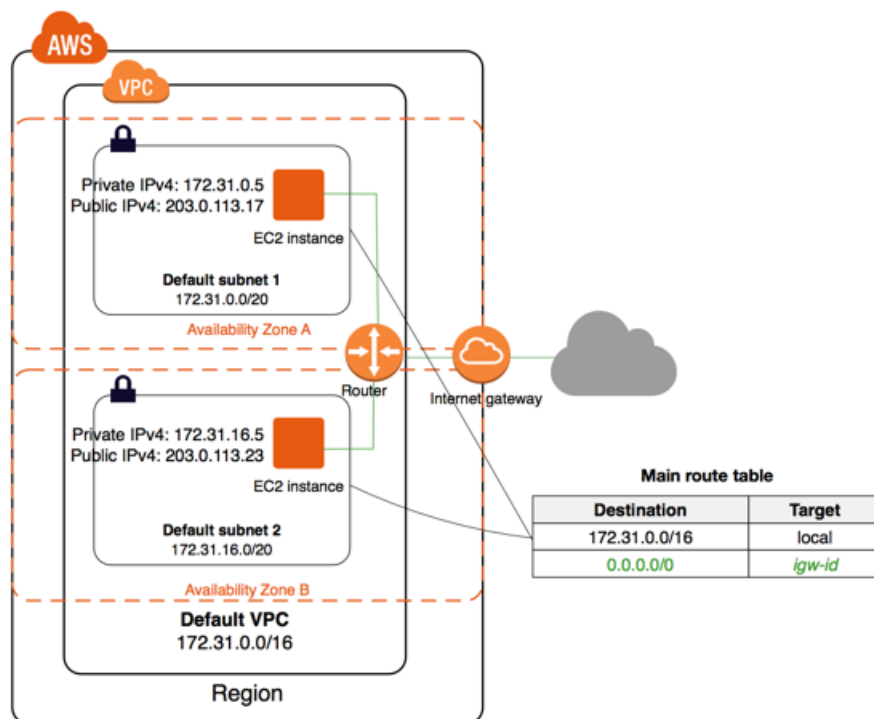 AWS
VPC
Private IPv4: 172.31.0.5
Public IPv4: 203.0.113.17
EC2 instance
Default subnet 1
172.31.0.0/20
Availability Zone A
Router
Internet gateway
Private IPv4: 172.31.16.5
Public IPv4: 203.0.113.23
EC2 instance
Default subnet 2
172.31.16.0/20
Availability Zone B
Default VPC
172.31.0.0/16
Region
Main route table
Destination Target
172.31.0.0/16 local
0.0.0.0/0 igw-id